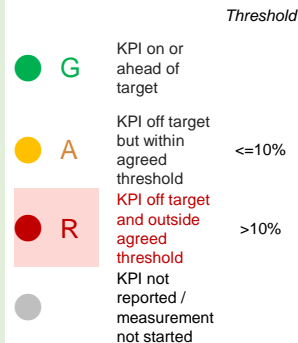 Threshold
G
KPI on or
ahead of
target
A
KPI off target
but within
agreed
threshold
<=10%
R
KPI off target
and outside
agreed
threshold
>10%
KPI not
reported /
measurement
not started